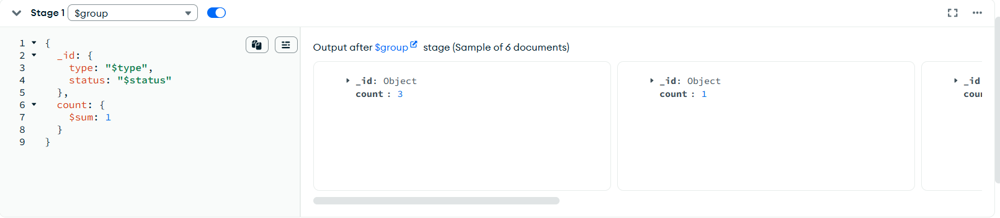 Stage 1 $group
1 {
2 _id: {
3 type: "$type",
4 status: "$status"
5 },
6 count: {
7 $sum: 1
8 }
9 }
Output after $group stage (Sample of 6 documents)
_id: Object
count : 3
_id: Object
count : 1
_id
cou